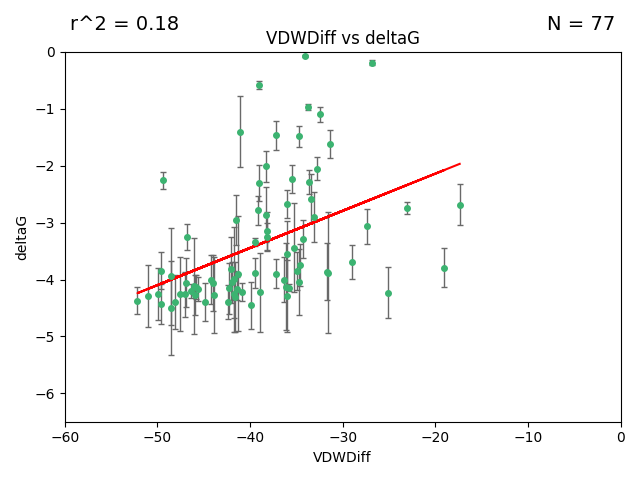 r^2 = 0.18
N = 77
VDWDiff vs deltaG
0
−1
−2
−3
−4
−5
−6
deltaG
−60 −50 −40 −30 −20 −10 0
VDWDiff